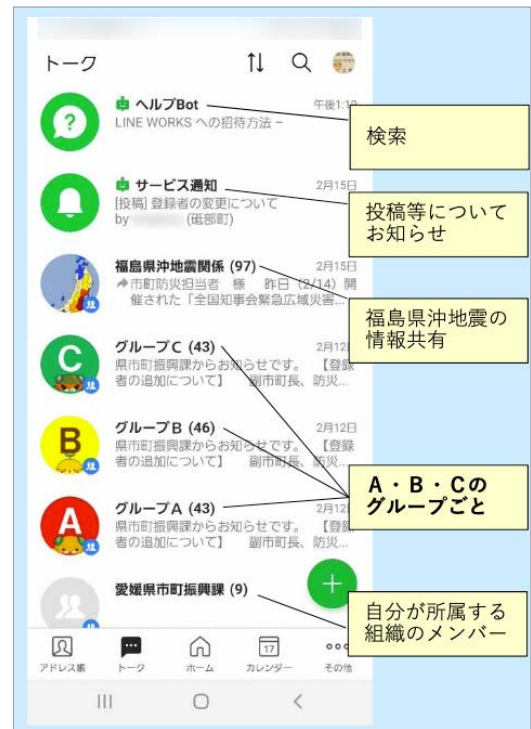 トーク
ヘルプBot
午後1:10
LINE WORKS への招待方法 –
検索
サービス通知
2月15日
[投稿] 登録者の変更について
by (砥部町)
投稿等について
お知らせ
福島県沖地震関係 (97)
2月15日
市町防災担当者 様 昨日（2/14）開
催された「全国知事会緊急広域災害...
福島県沖地震の
情報共有
C
グループC (43)
2月12日
県市町振興課からお知らせです。 【登録
者の追加について】 副市町長、防災...
B
グループB (46)
2月12日
県市町振興課からお知らせです。 【登録
者の追加について】 副市町長、防災...
A・B・Cの
グループごと
A
グループA (43)
2月12日
県市町振興課からお知らせです。 【登録
者の追加について】 副市町長、防災...
愛媛県市町振興課 (9)
自分が所属する
組織のメンバー
17
アドレス帳
トーク
ホーム
カレンダー
その他